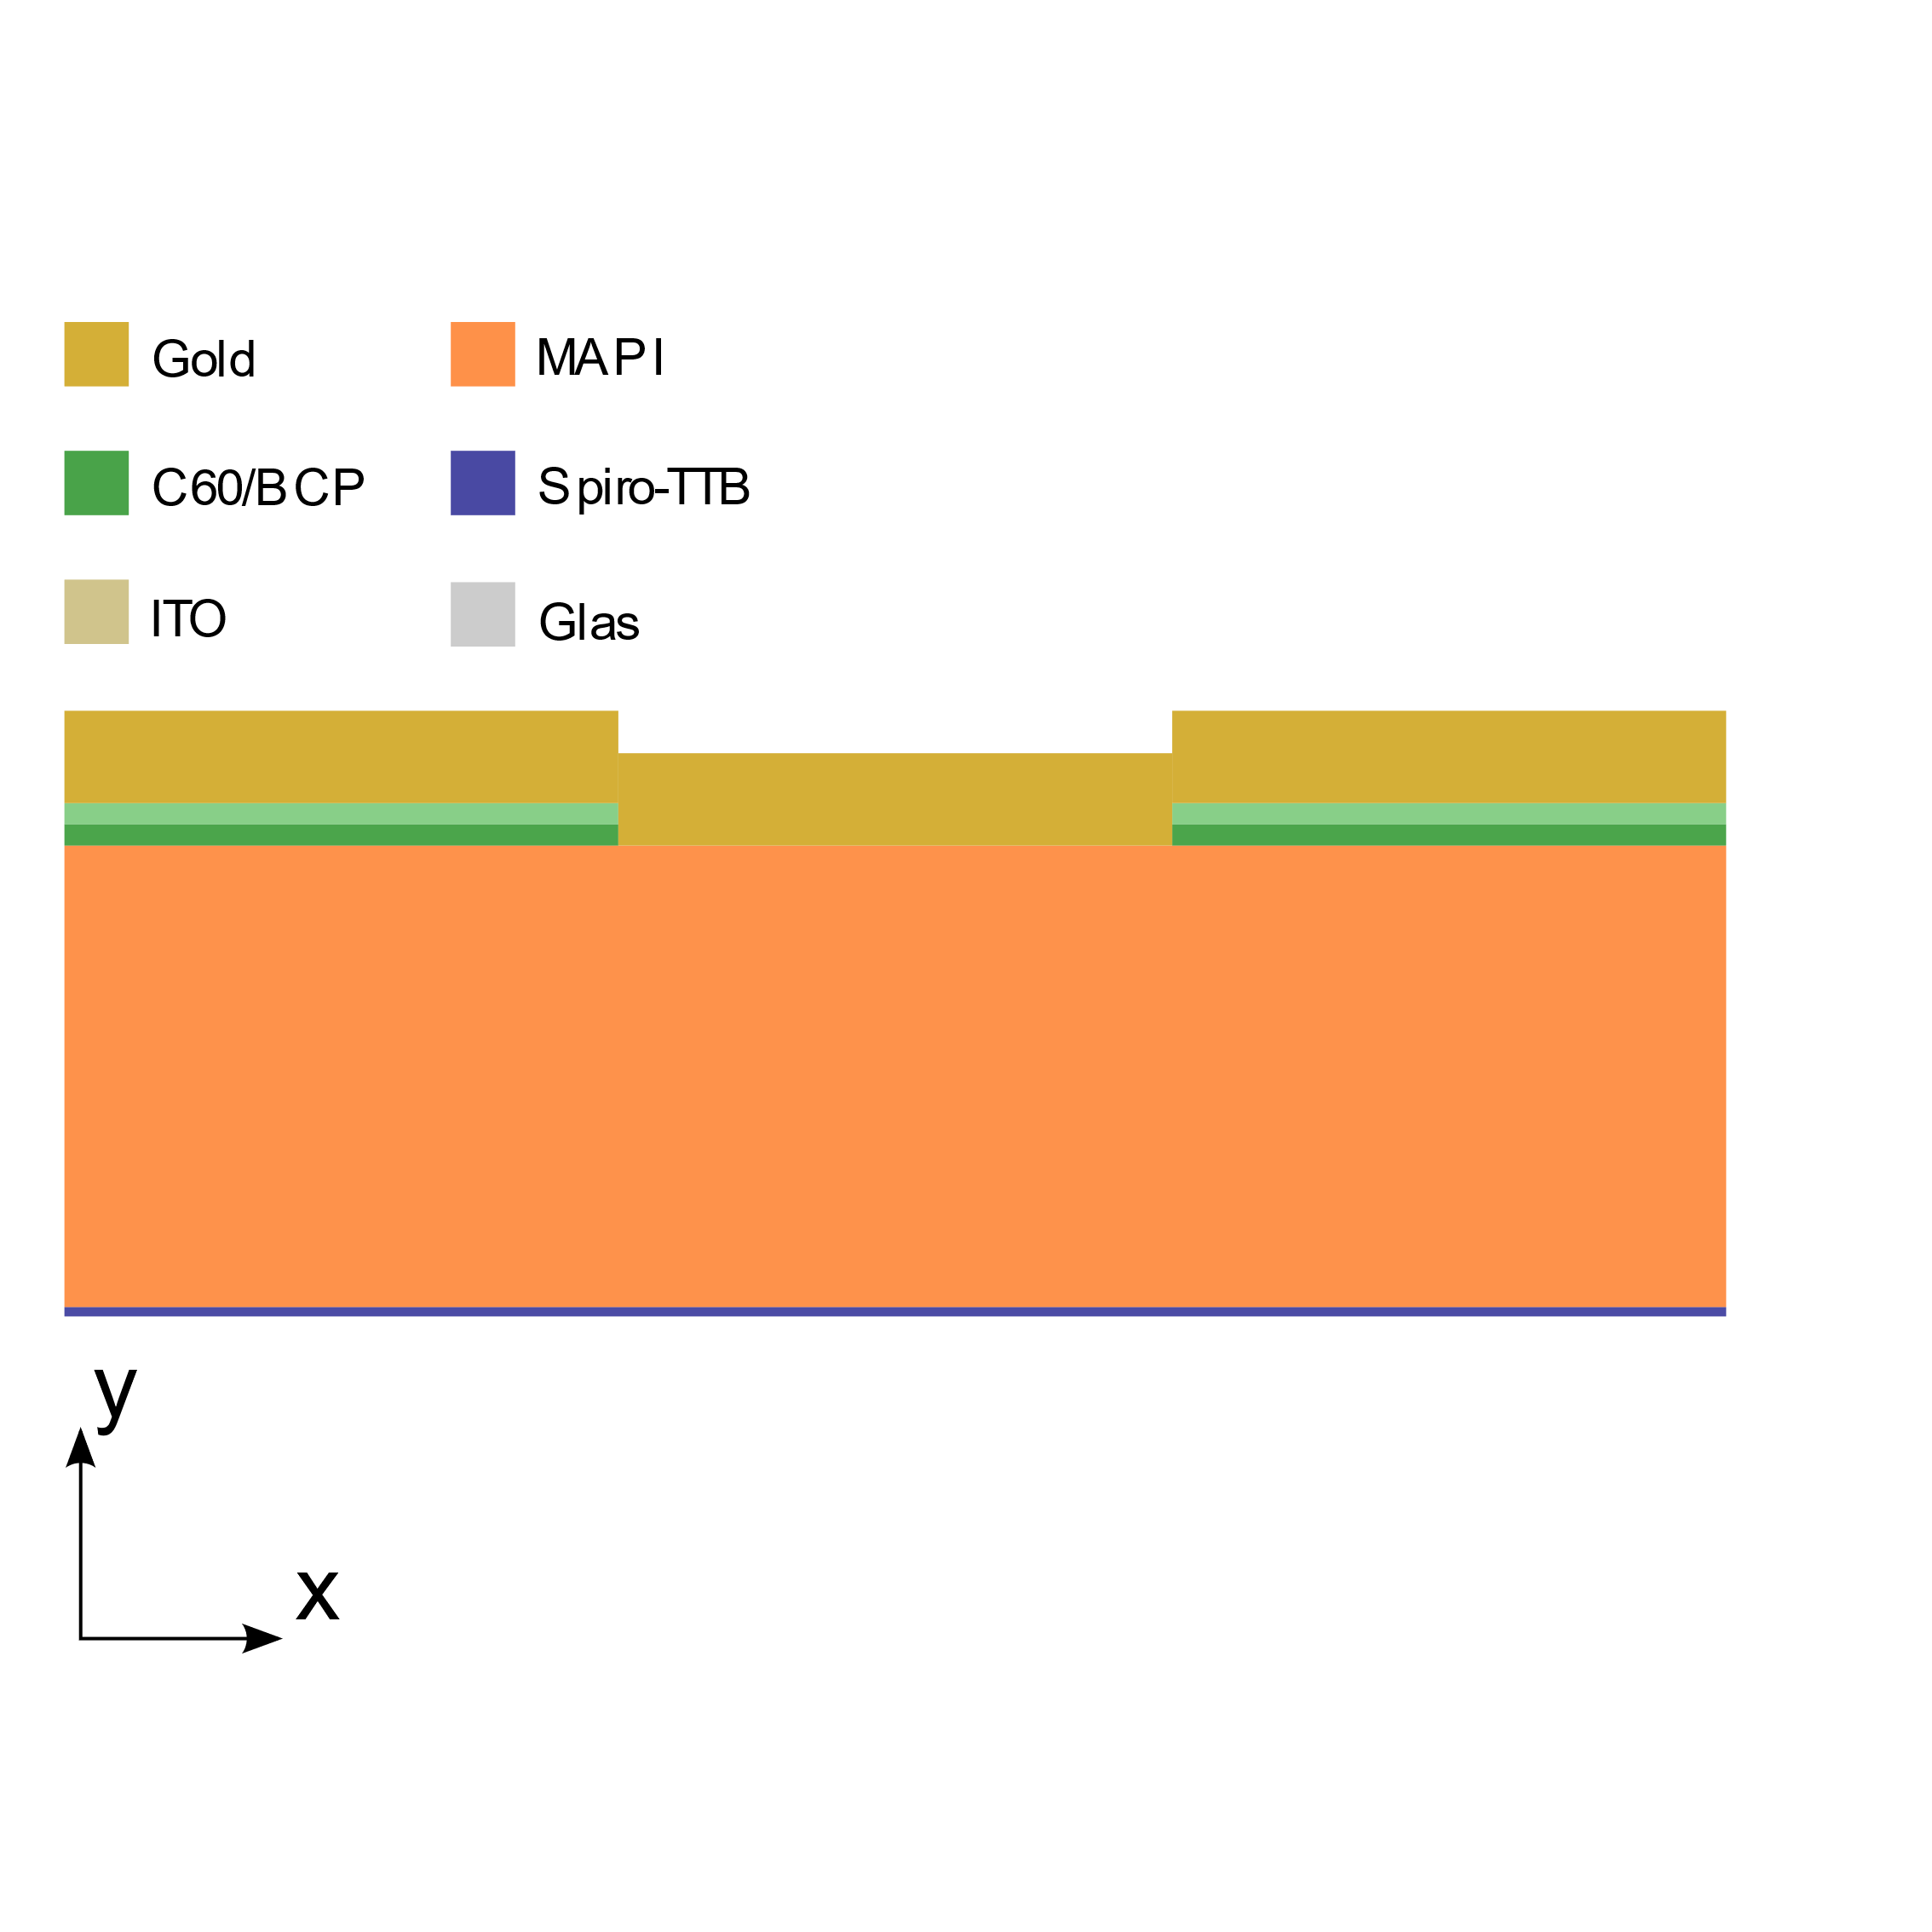 Gold MAPI
C60/BCP Spiro-TTB
ITO Glas
y
x